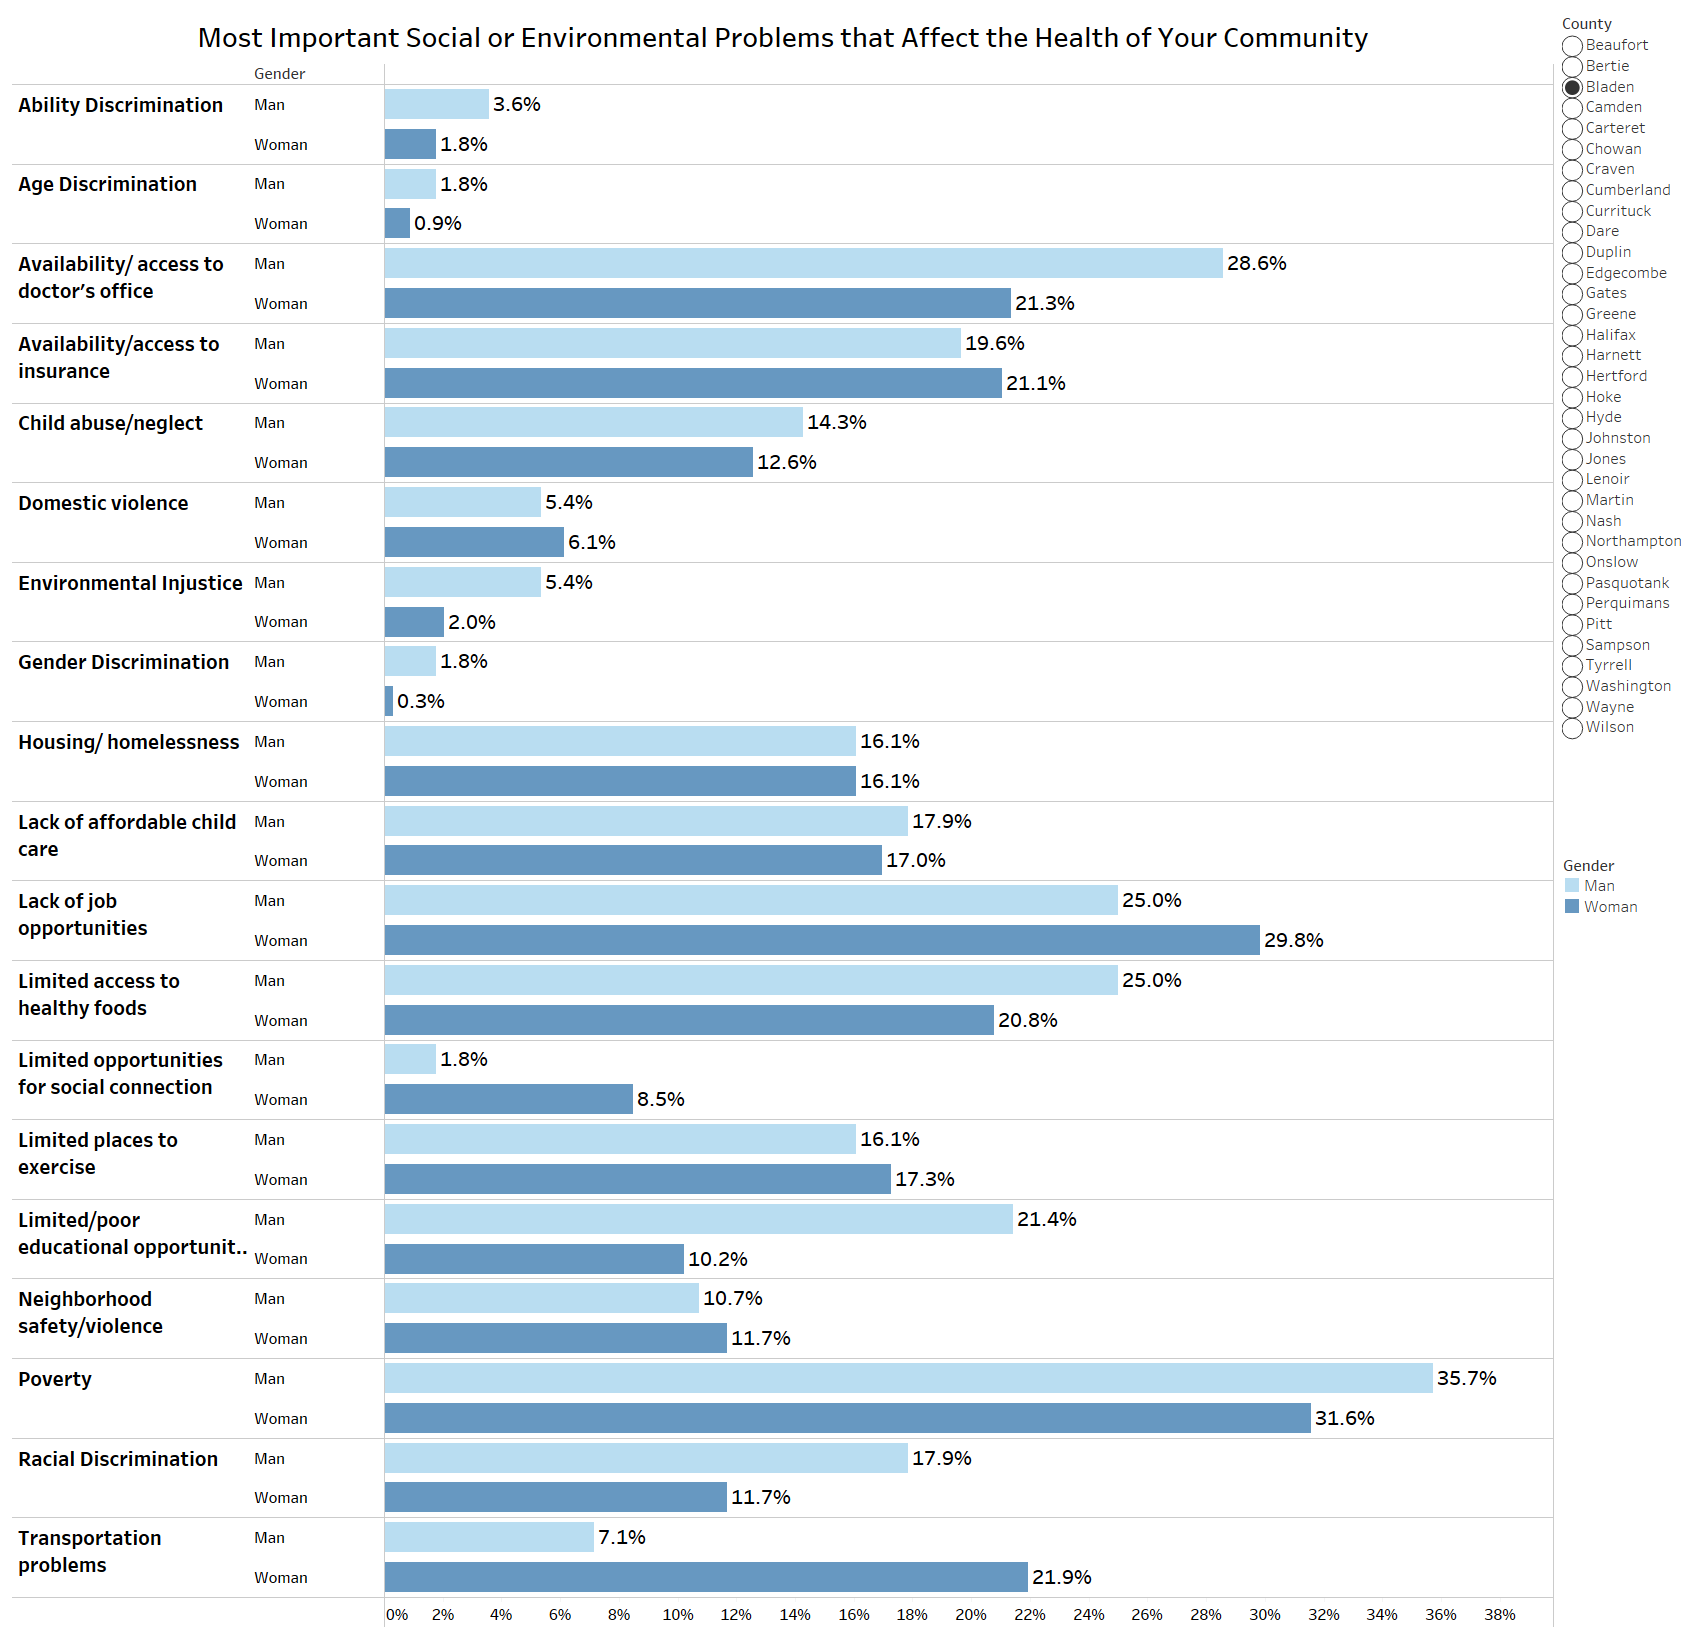 Most Important Social or Environmental Problems that Affect the Health of Your Community
Gender
Ability Discrimination
Man
3.6%
Woman
1.8%
Age Discrimination
Man
1.8%
Woman
0.9%
Availability/ access to
doctor's office
Man
28.6%
Woman
21.3%
Availability/access to
insurance
Man
19.6%
Woman
21.1%
Child abuse/neglect
Man
14.3%
Woman
12.6%
Domestic violence
Man
5.4%
Woman
6.1%
Environmental Injustice
Man
5.4%
Woman
2.0%
Gender Discrimination
Man
1.8%
Woman
0.3%
Housing/ homelessness
Man
16.1%
Woman
16.1%
Lack of affordable child
care
Man
17.9%
Woman
17.0%
Lack of job
opportunities
Man
25.0%
Woman
29.8%
Limited access to
healthy foods
Man
25.0%
Woman
20.8%
Limited opportunities
for social connection
Man
1.8%
Woman
8.5%
Limited places to
exercise
Man
16.1%
Woman
17.3%
Limited/poor
educational opportunit..
Man
21.4%
Woman
10.2%
Neighborhood
safety/violence
Man
10.7%
Woman
11.7%
Poverty
Man
35.7%
Woman
31.6%
Racial Discrimination
Man
17.9%
Woman
11.7%
Transportation
problems
Man
7.1%
Woman
21.9%
0% 2% 4% 6% 8% 10% 12% 14% 16% 18% 20% 22% 24% 26% 28% 30% 32% 34% 36% 38%
County
Beaufort
Bertie
Bladen
Camden
Carteret
Chowan
Craven
Cumberland
Currituck
Dare
Duplin
Edgecombe
Gates
Greene
Halifax
Harnett
Hertford
Hoke
Hyde
Johnston
Jones
Lenoir
Martin
Nash
Northampton
Onslow
Pasquotank
Perquimans
Pitt
Sampson
Tyrrell
Washington
Wayne
Wilson
Gender
Man
Woman